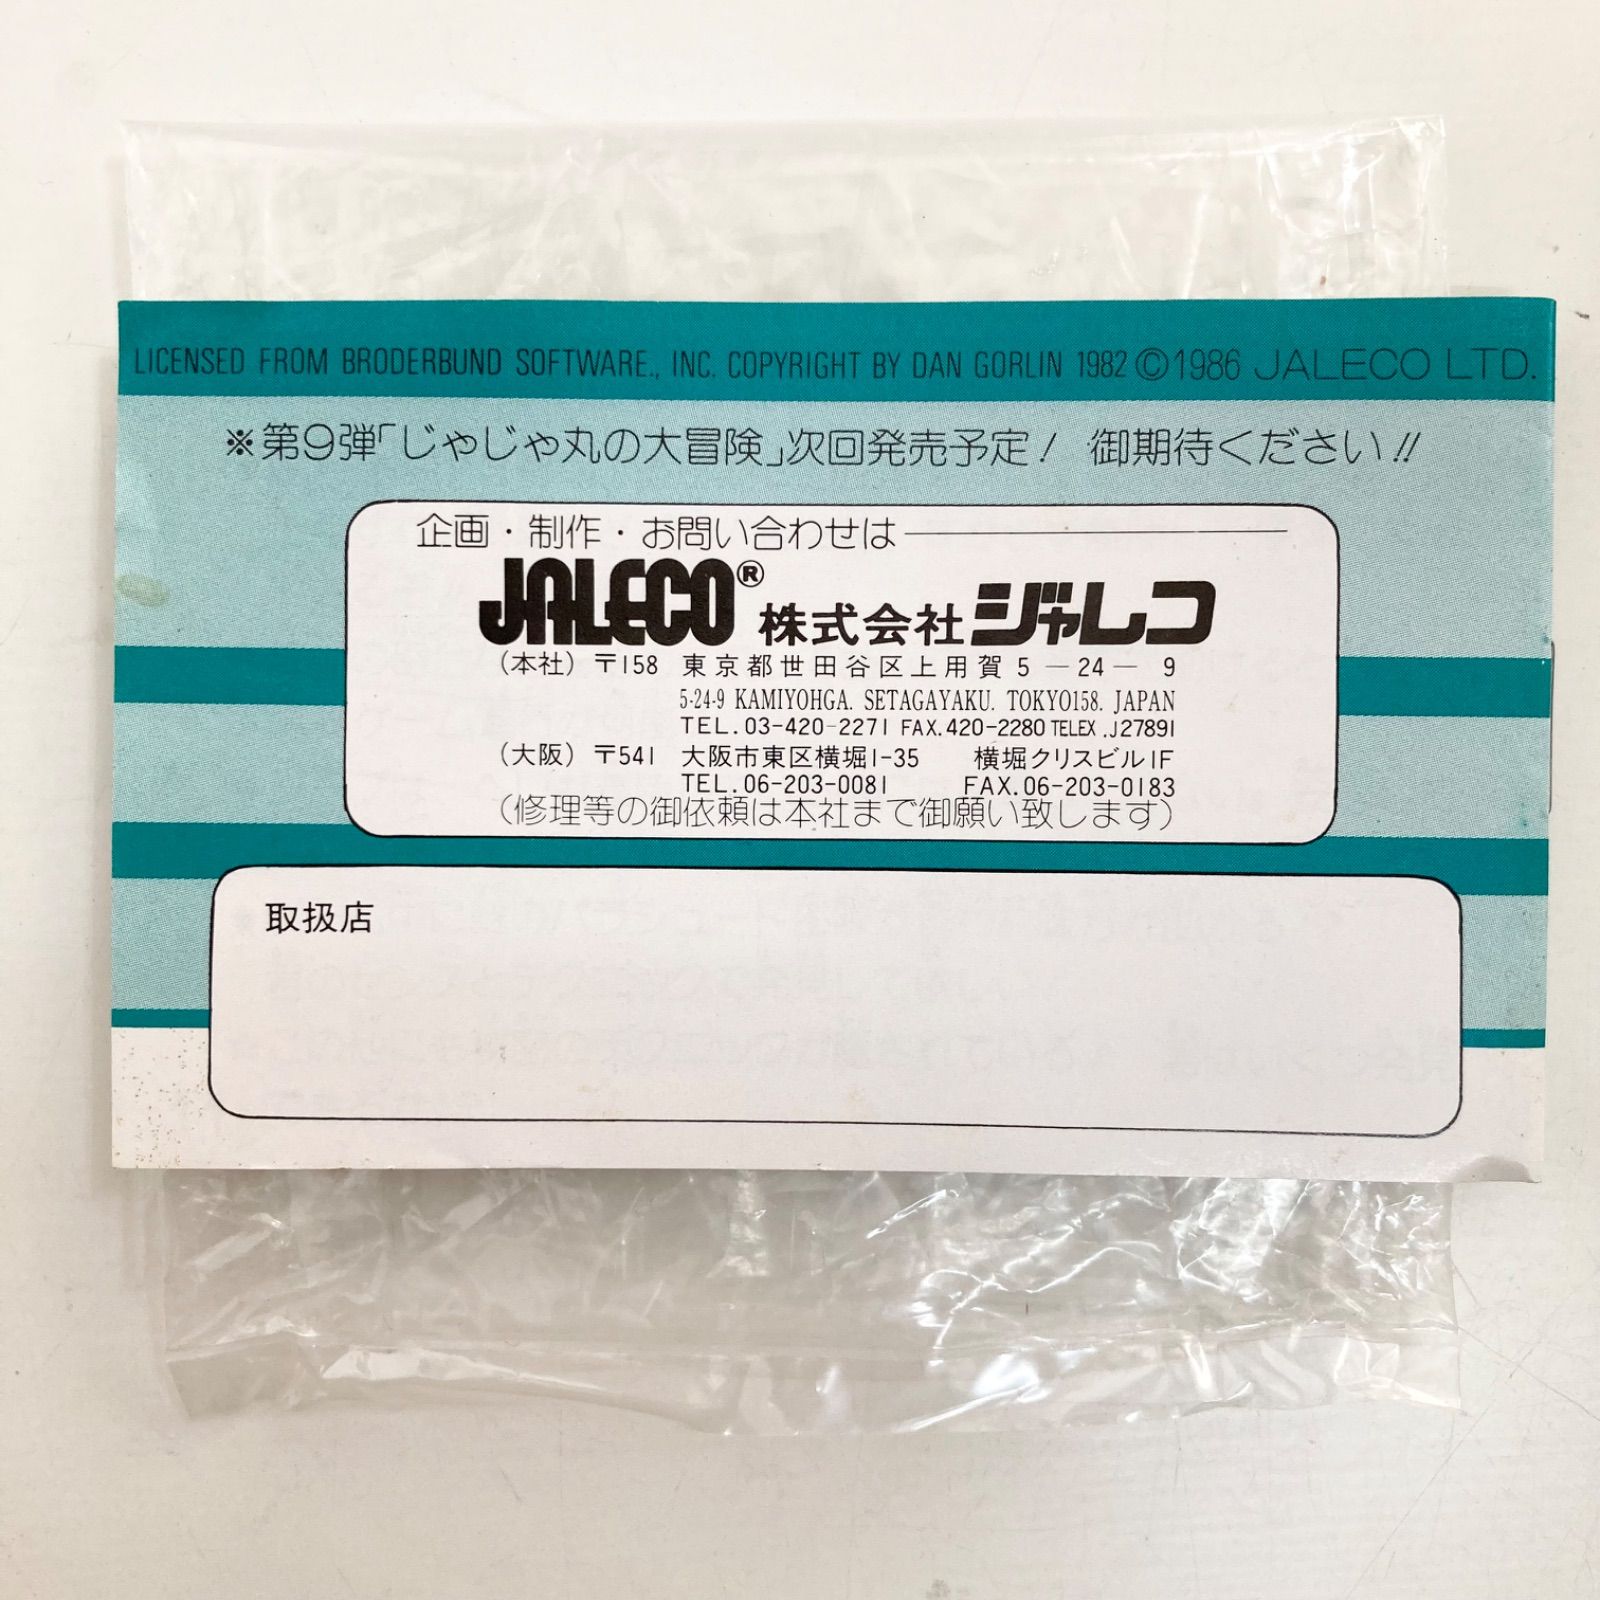 LICENSED FROM BRODERBUND SOFTWARE., INC. COPYRIGHT BY DAN GORLIN 1982 ©1986 JALECO LTD.
※第9弾「じゃじゃ丸の大冒険」次回発売予定! 御期待ください!!
企画・制作・お問い合わせは
JALECO® 株式会社ジャレコ
(本社) 〒158 東京都世田谷区上用賀5―24―9
5-24-9 KAMIYOHGA. SETAGAYAKU. TOKYO158. JAPAN
TEL.03-420-2271 FAX.420-2280 TELEX.J27891
(大阪) 〒541 大阪市東区横堀1-35 横堀クリスビル1F
TEL.06-203-0081 FAX.06-203-0183
(修理等の御依頼は本社まで御願い致します)
取扱店